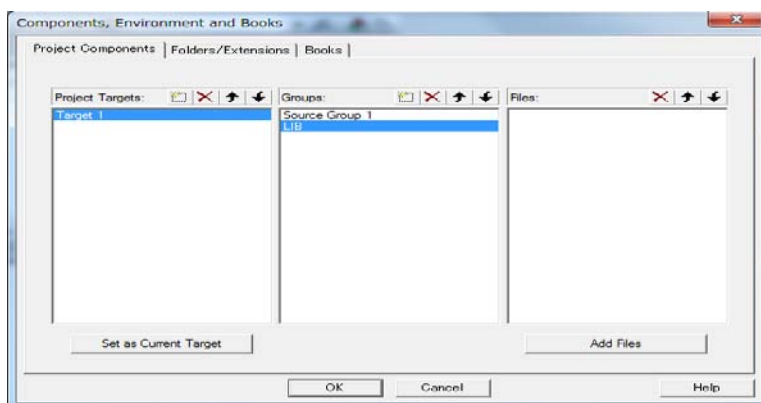 Components, Environment and Books
Project Components Folders/Extensions Books
Project Targets: Groups: Files:
Target 1
Source Group 1
LIB
Set as Current Target
Add Files
OK Cancel Help